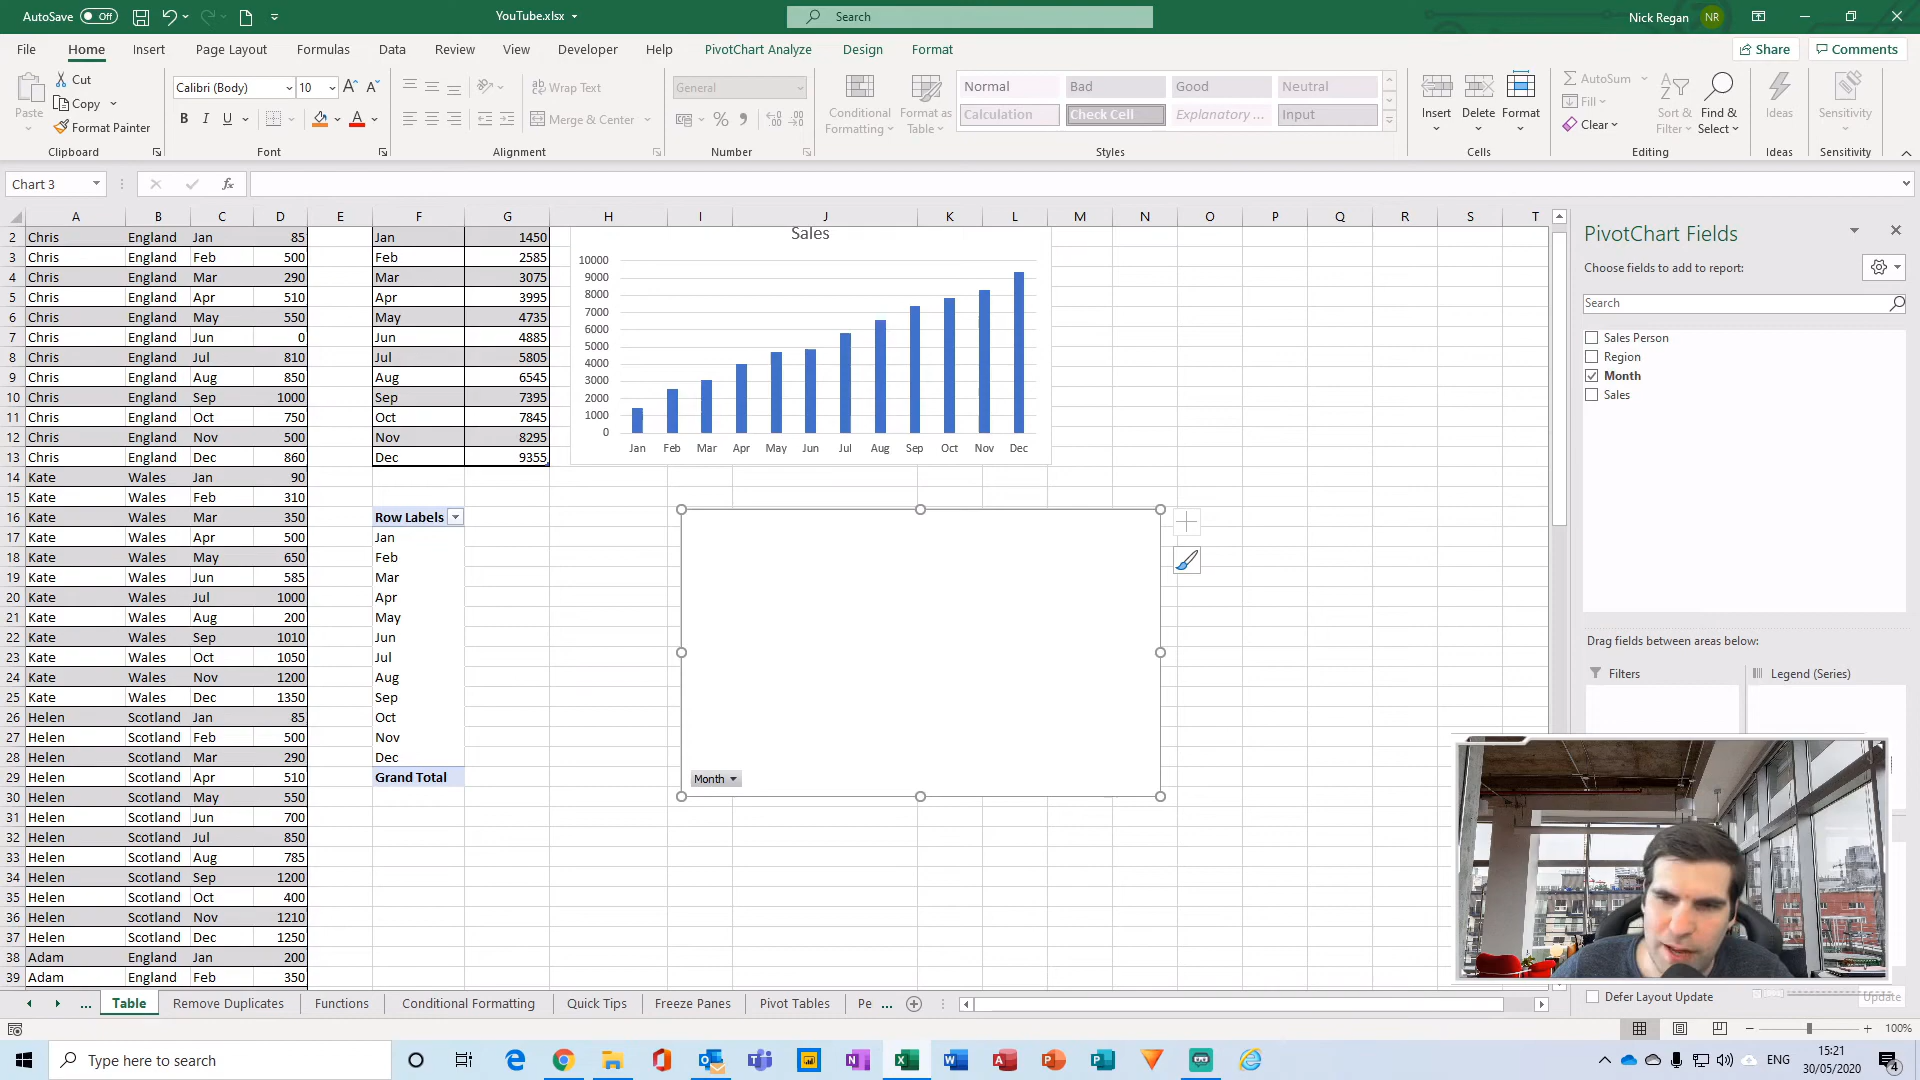 AutoSave Off YouTube.xlsx Search Nick Regan NR
File Home Insert Draw Page Layout Formulas Data Review View Developer Help PivotChart Analyze Design Format Share Comments
Paste Cut Copy Format Painter Clipboard
Calibri (Body) 10 B I U A Font
Wrap Text Merge & Center Alignment
General % Number
Conditional Formatting Format as Table
Normal Bad Good Neutral
Calculation Check Cell Explanatory ... Input
Styles
Insert Delete Format Cells
AutoSum Fill Clear Sort & Filter Find & Select Editing
Ideas Ideas
Sensitivity Sensitivity
Chart 3 fx
A B C D E F G H I J K L M N O P Q R S T
2 Chris England Jan 85 Jan 1450
3 Chris England Feb 500 Feb 2585
4 Chris England Mar 290 Mar 3075
5 Chris England Apr 510 Apr 3995
6 Chris England May 550 May 4735
7 Chris England Jun 0 Jun 4885
8 Chris England Jul 810 Jul 5805
9 Chris England Aug 850 Aug 6545
10 Chris England Sep 1000 Sep 7395
11 Chris England Oct 750 Oct 7845
12 Chris England Nov 500 Nov 8295
13 Chris England Dec 860 Dec 9355
14 Kate Wales Jan 90
15 Kate Wales Feb 310
16 Kate Wales Mar 350 Row Labels
17 Kate Wales Apr 500 Jan
18 Kate Wales May 650 Feb
19 Kate Wales Jun 585 Mar
20 Kate Wales Jul 1000 Apr
21 Kate Wales Aug 200 May
22 Kate Wales Sep 1010 Jun
23 Kate Wales Oct 1050 Jul
24 Kate Wales Nov 1200 Aug
25 Kate Wales Dec 1350 Sep
26 Helen Scotland Jan 85 Oct
27 Helen Scotland Feb 500 Nov
28 Helen Scotland Mar 290 Dec
29 Helen Scotland Apr 510 Grand Total
30 Helen Scotland May 550
31 Helen Scotland Jun 700
32 Helen Scotland Jul 850
33 Helen Scotland Aug 785
34 Helen Scotland Sep 1200
35 Helen Scotland Oct 400
36 Helen Scotland Nov 1210
37 Helen Scotland Dec 1250
38 Adam England Jan 200
39 Adam England Feb 350
Sales
10000
9000
8000
7000
6000
5000
4000
3000
2000
1000
0
Jan Feb Mar Apr May Jun Jul Aug Sep Oct Nov Dec
Month
PivotChart Fields
Choose fields to add to report:
Search
Sales Person
Region
Month
Sales
Drag fields between areas below:
Filters Legend (Series)
Defer Layout Update Update
... Table Remove Duplicates Functions Conditional Formatting Quick Tips Freeze Panes Pivot Tables Pe ...
100%
Type here to search
ENG
15:21
30/05/2020
4